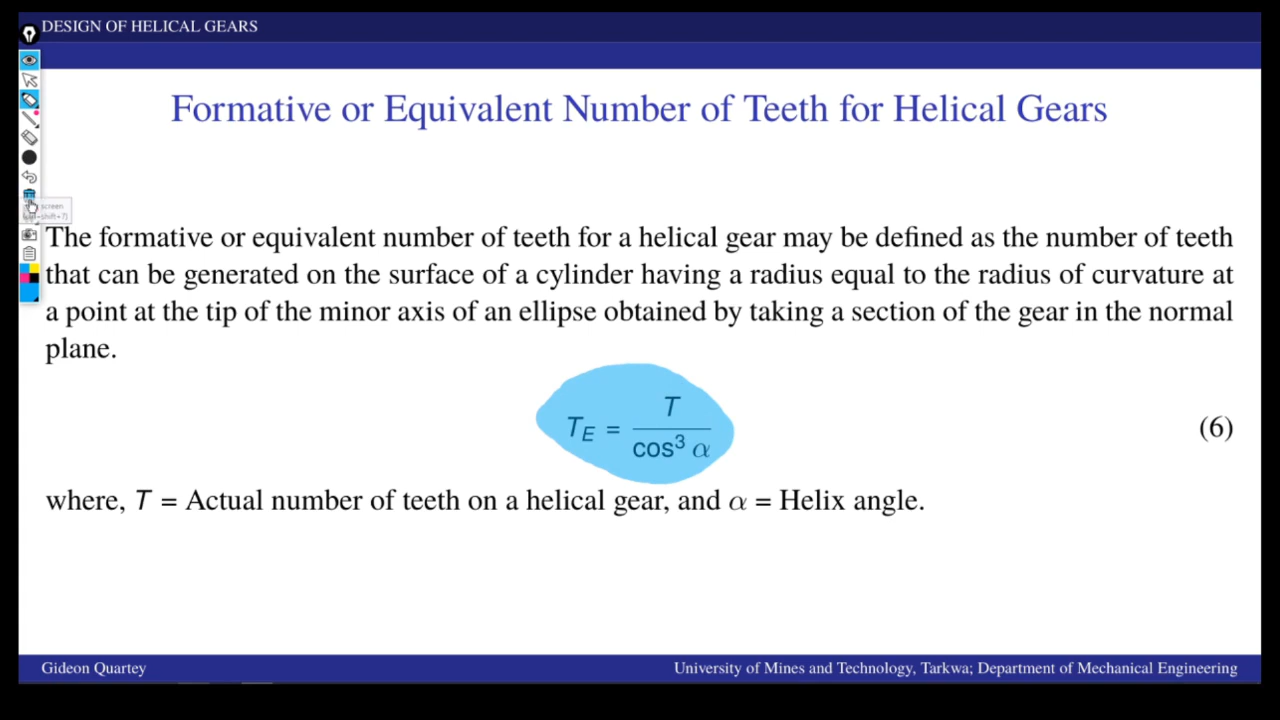 DESIGN OF HELICAL GEARS
Formative or Equivalent Number of Teeth for Helical Gears
screen
shift+7)
The formative or equivalent number of teeth for a helical gear may be defined as the number of teeth
that can be generated on the surface of a cylinder having a radius equal to the radius of curvature at
a point at the tip of the minor axis of an ellipse obtained by taking a section of the gear in the normal
plane.
T_E = T / cos³ α (6)
where, T = Actual number of teeth on a helical gear, and α = Helix angle.
Gideon Quartey
University of Mines and Technology, Tarkwa; Department of Mechanical Engineering